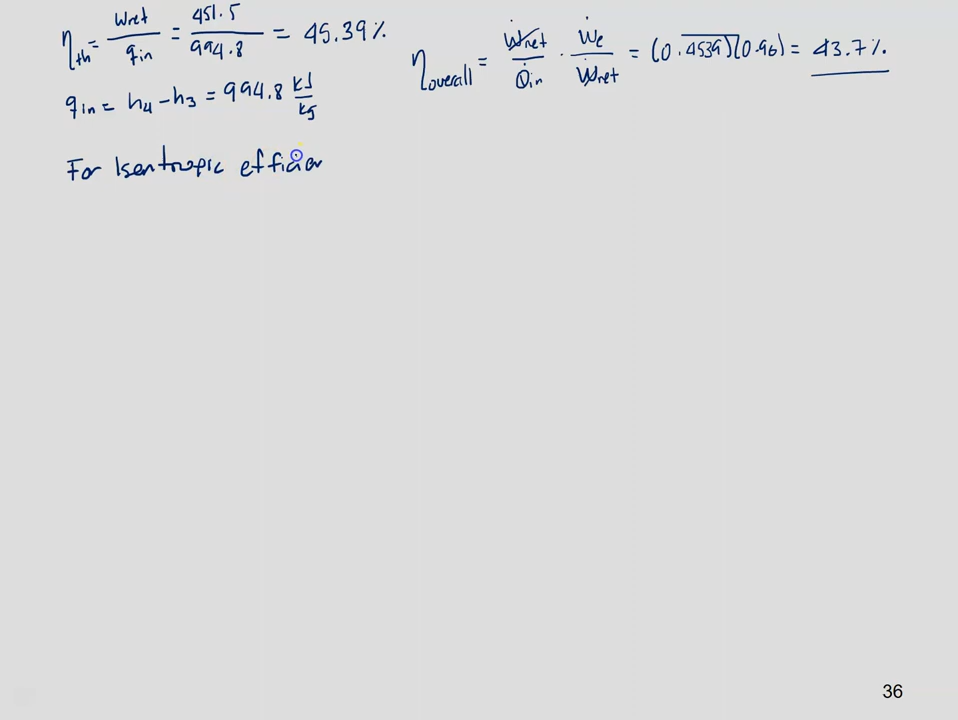 η_th = w_net / q_in = 451.5 / 994.8 = 45.39%
q_in = h_4 - h_3 = 994.8 kJ/kg
η_overall = Ẇ_net / Q̇_in · Ẇ_e / Ẇ_net = (0.4539)(0.96) = 43.7%
For Isentropic efficien
36